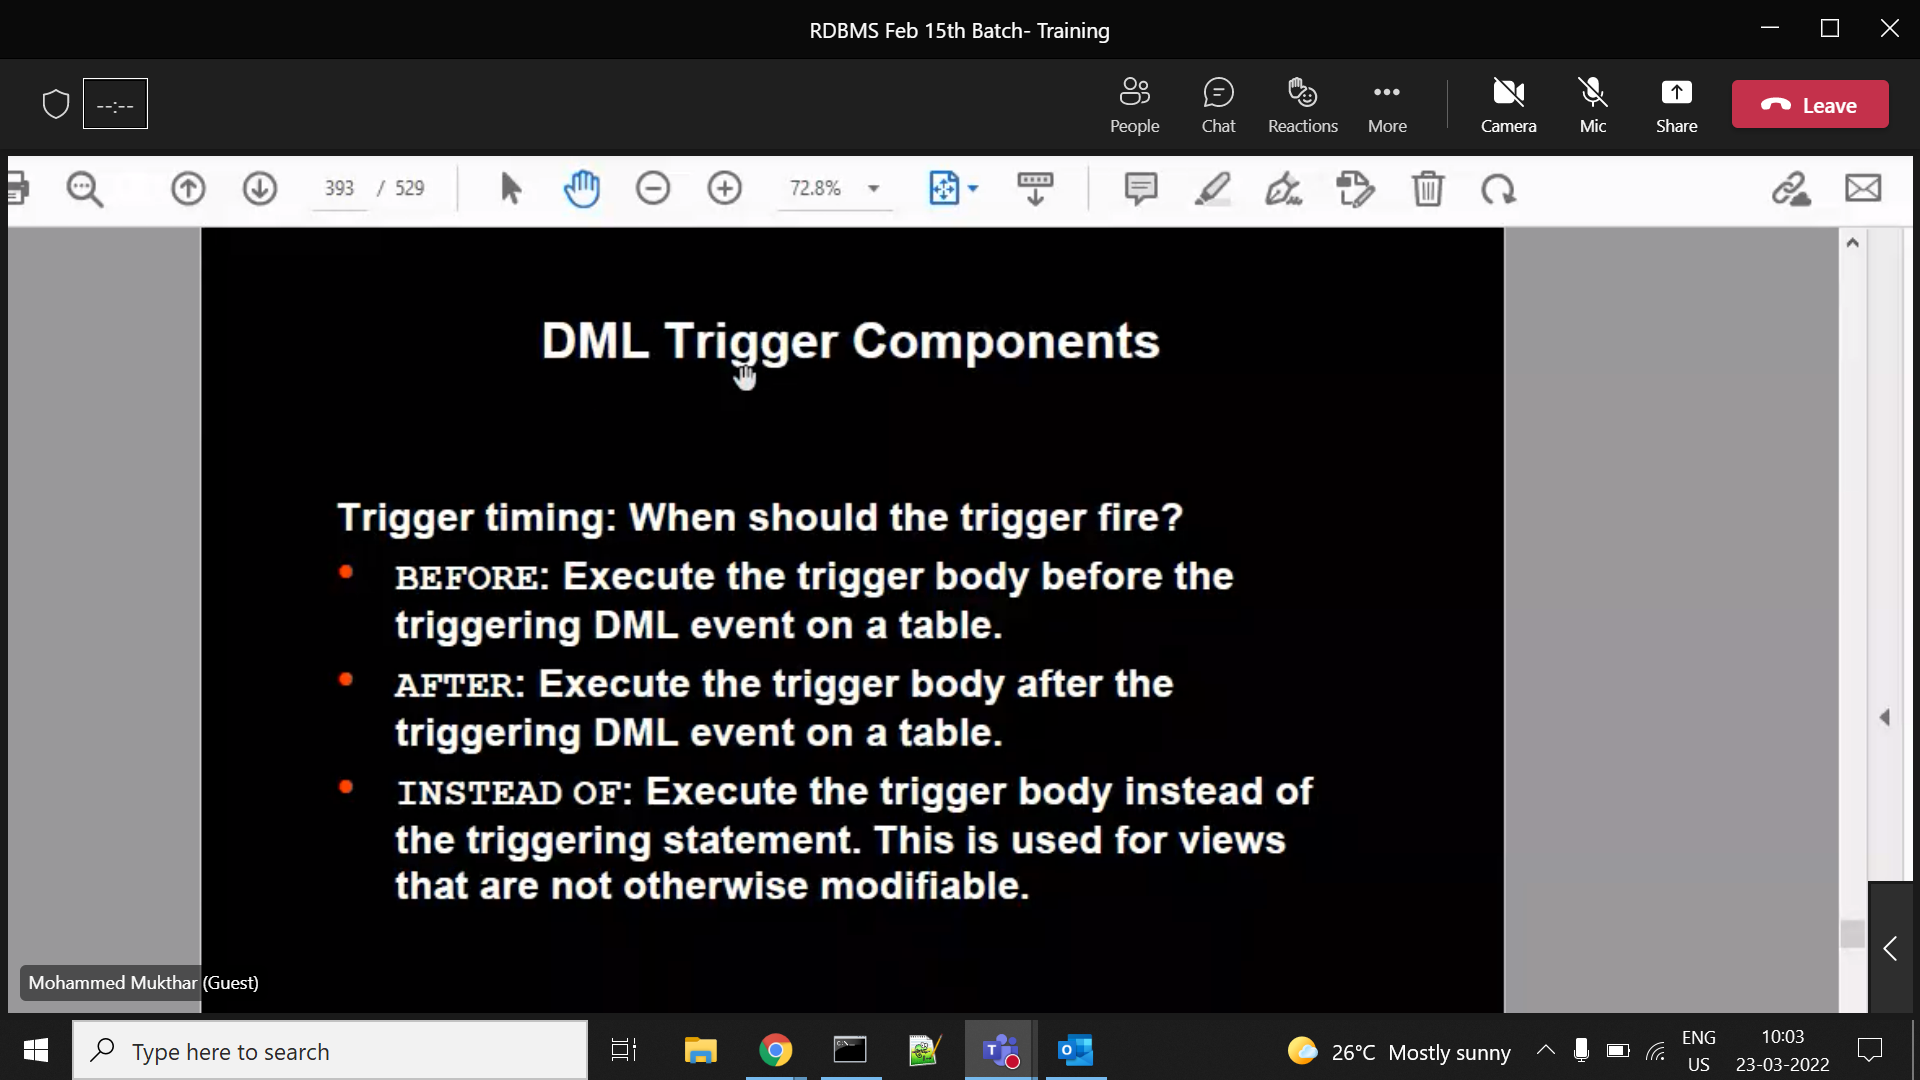 RDBMS Feb 15th Batch- Training
--:--
People
Chat
Reactions
More
Camera
Mic
Share
Leave
393 / 529
72.8%
DML Trigger Components
Trigger timing: When should the trigger fire?
BEFORE: Execute the trigger body before the
triggering DML event on a table.
AFTER: Execute the trigger body after the
triggering DML event on a table.
INSTEAD OF: Execute the trigger body instead of
the triggering statement. This is used for views
that are not otherwise modifiable.
Mohammed Mukthar (Guest)
Type here to search
26°C Mostly sunny
ENG
US
10:03
23-03-2022